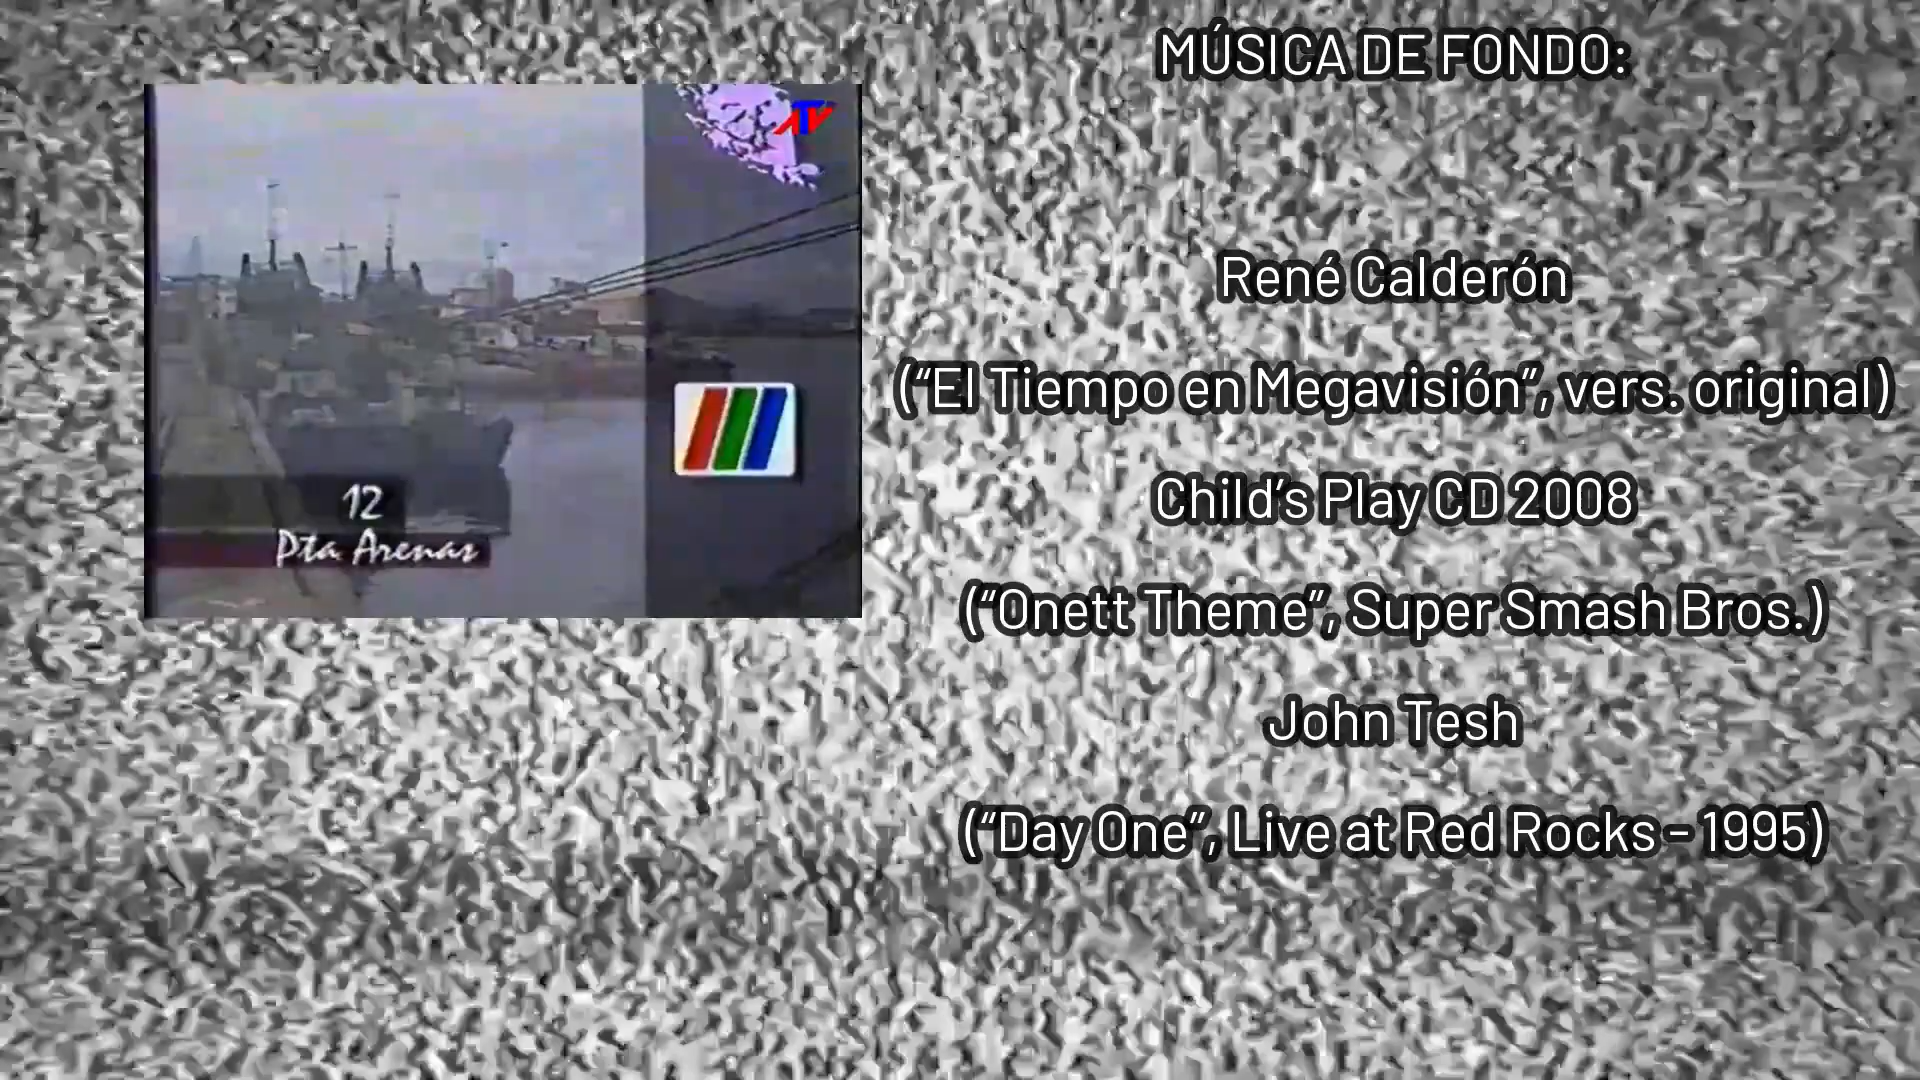 MÚSICA DE FONDO:
ATV
12
Pta Arenas
René Calderón
(“El Tiempo en Megavisión”, vers. original)
Child’s Play CD 2008
(“Onett Theme”, Super Smash Bros.)
John Tesh
(“Day One”, Live at Red Rocks – 1995)